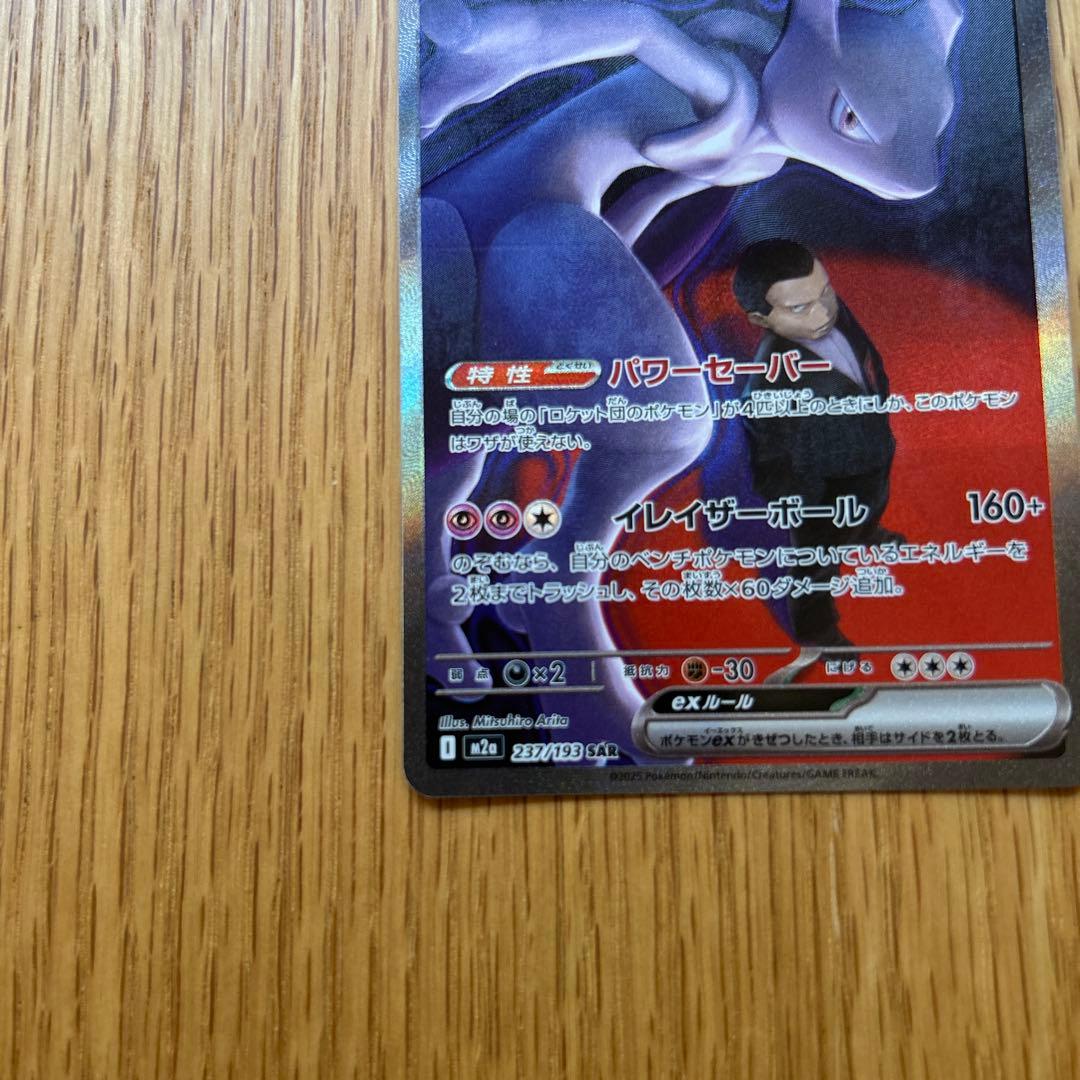 特性 とくせい パワーセーバー
自分の場の「ロケット団のポケモン」が4匹以上のときにしか、このポケモン
はワザが使えない。
イレイザーボール 160+
のぞむなら、自分のベンチポケモンについているエネルギーを
2枚までトラッシュし、その枚数×60ダメージ追加。
弱点 ×2 抵抗力 -30 にげる
exルール
ポケモンexがきぜつしたとき、相手はサイドを2枚とる。
Illus. Mitsuhiro Arita
I M2a 237/193 SAR
©2025 Pokémon/Nintendo/Creatures/GAME FREAK.